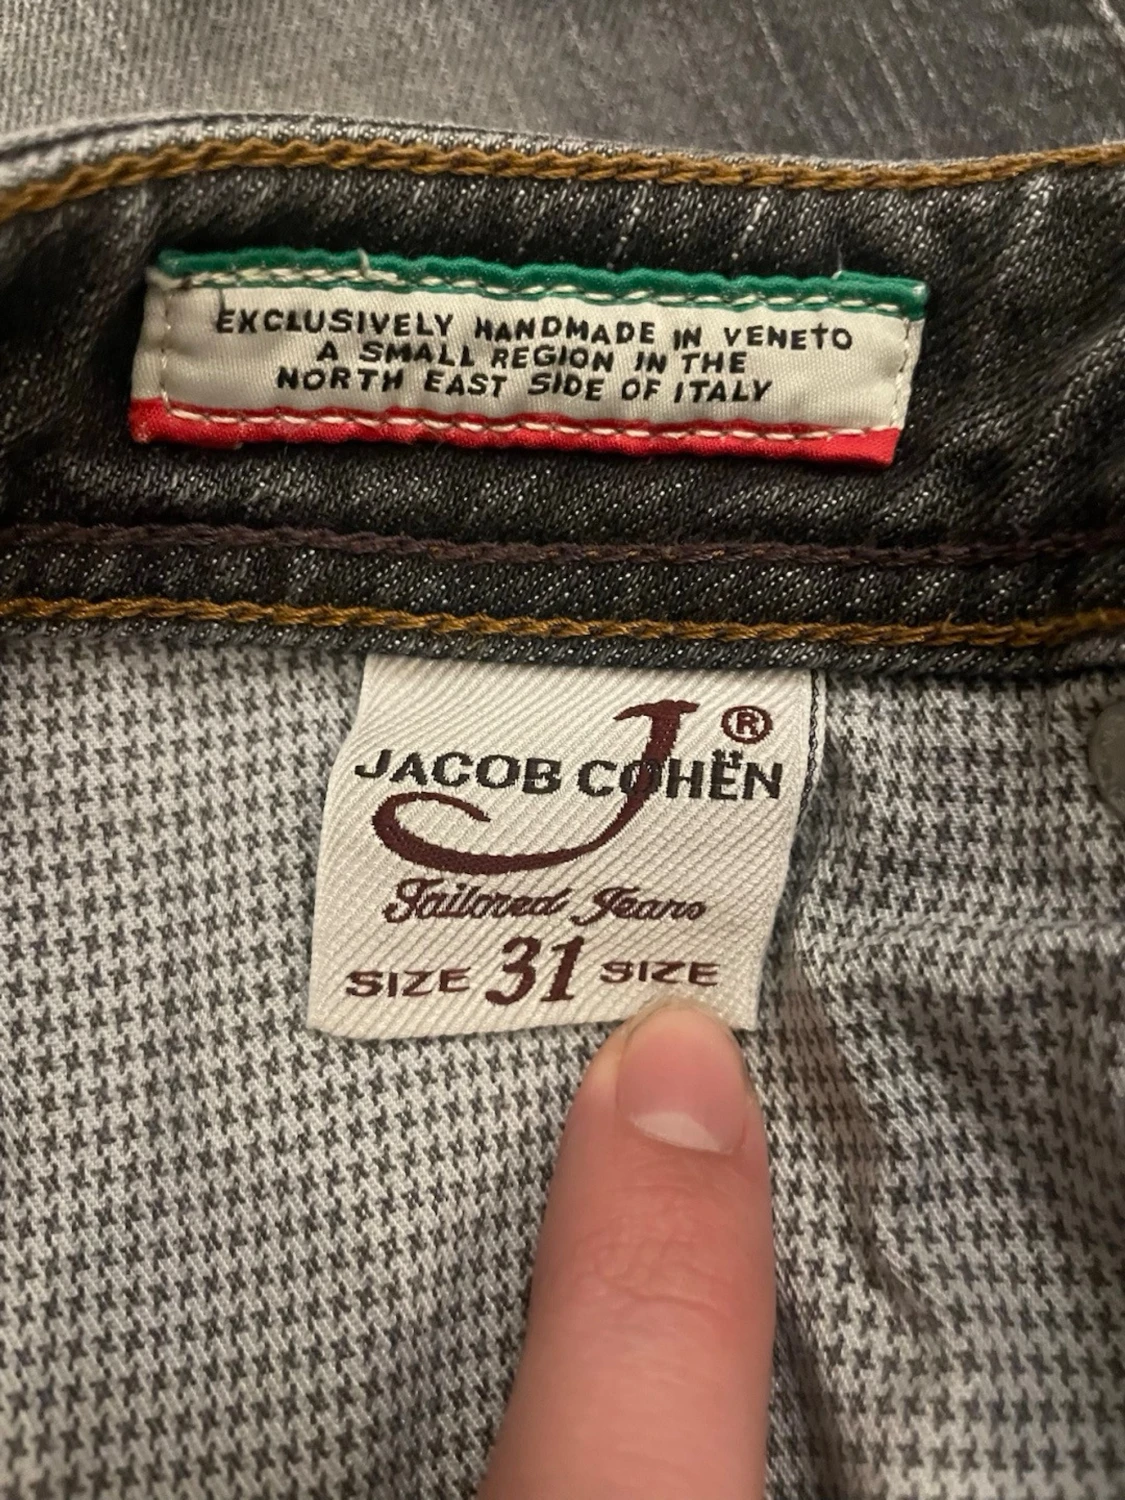 EXCLUSIVELY HANDMADE IN VENETO
A SMALL REGION IN THE
NORTH EAST SIDE OF ITALY
J ®
JACOB COHËN
Tailored Jeans
SIZE 31 SIZE